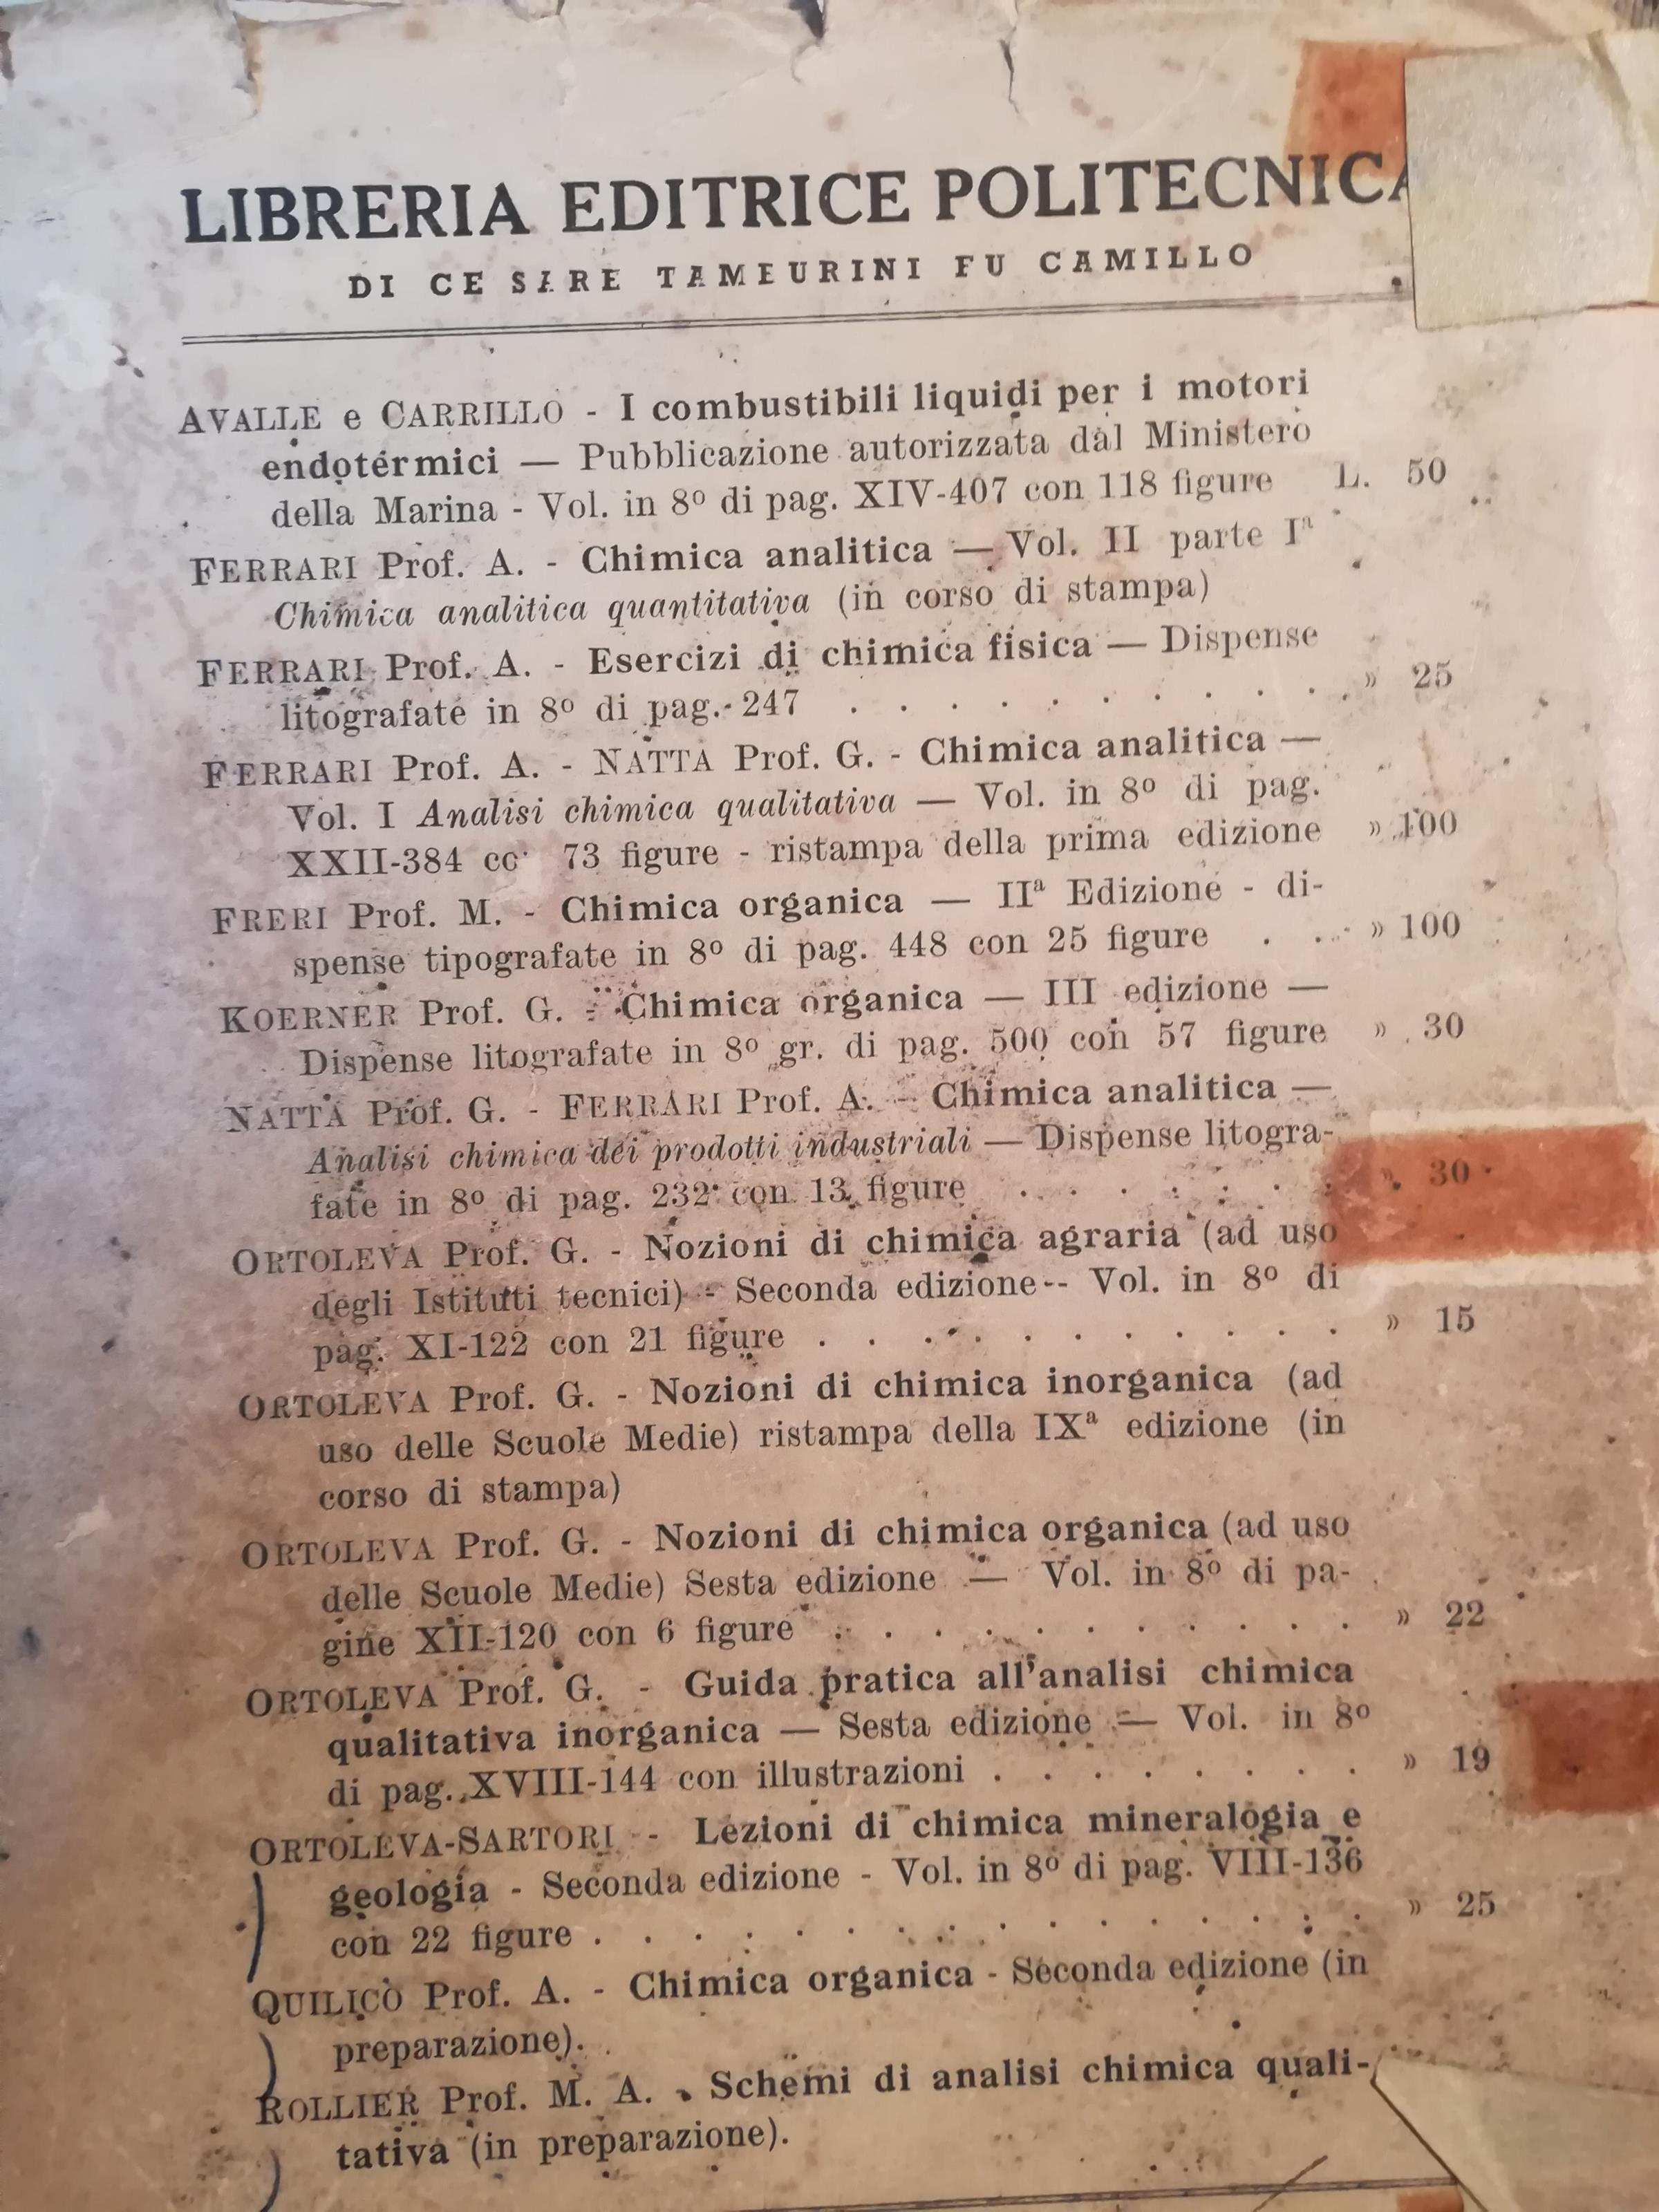 LIBRERIA EDITRICE POLITECNICA
DI CESARE TAMBURINI FU CAMILLO
AVALLE e CARRILLO - I combustibili liquidi per i motori
endotermici — Pubblicazione autorizzata dal Ministero
della Marina - Vol. in 8º di pag. XIV-407 con 118 figure L. 50
FERRARI Prof. A. - Chimica analitica — Vol. II parte Iª
Chimica analitica quantitativa (in corso di stampa)
FERRARI Prof. A. - Esercizi di chimica fisica — Dispense
litografate in 8º di pag. 247 . . . . . . . . . . » 25
FERRARI Prof. A. - NATTA Prof. G. - Chimica analitica —
Vol. I Analisi chimica qualitativa — Vol. in 8º di pag.
XXII-384 73 figure - ristampa della prima edizione » 100
FRERI Prof. M. - Chimica organica — IIª Edizione - di-
spense tipografate in 8º di pag. 448 con 25 figure . . » 100
KOERNER Prof. G. - Chimica organica — III edizione —
Dispense litografate in 8º gr. di pag. 500 con 57 figure » 30
NATTA Prof. G. - FERRARI Prof. A. - Chimica analitica —
Analisi chimica dei prodotti industriali — Dispense litogra-
fate in 8º di pag. 232 con 13 figure . . . . . . . » 30
ORTOLEVA Prof. G. - Nozioni di chimica agraria (ad uso
degli Istituti tecnici) - Seconda edizione - Vol. in 8º di
pag. XI-122 con 21 figure . . . . . . . . . . . » 15
ORTOLEVA Prof. G. - Nozioni di chimica inorganica (ad
uso delle Scuole Medie) ristampa della IXª edizione (in
corso di stampa)
ORTOLEVA Prof. G. - Nozioni di chimica organica (ad uso
delle Scuole Medie) Sesta edizione — Vol. in 8º di pa-
gine XII-120 con 6 figure . . . . . . . . . . . » 22
ORTOLEVA Prof. G. - Guida pratica all'analisi chimica
qualitativa inorganica — Sesta edizione — Vol. in 8º
di pag. XVIII-144 con illustrazioni . . . . . . . . » 19
ORTOLEVA-SARTORI - Lezioni di chimica mineralogia e
geologia - Seconda edizione - Vol. in 8º di pag. VIII-136
con 22 figure . . . . . . . . . . . . . . . . » 25
QUILICO Prof. A. - Chimica organica - Seconda edizione (in
preparazione).
ROLLIER Prof. M. A. - Schemi di analisi chimica quali-
tativa (in preparazione).